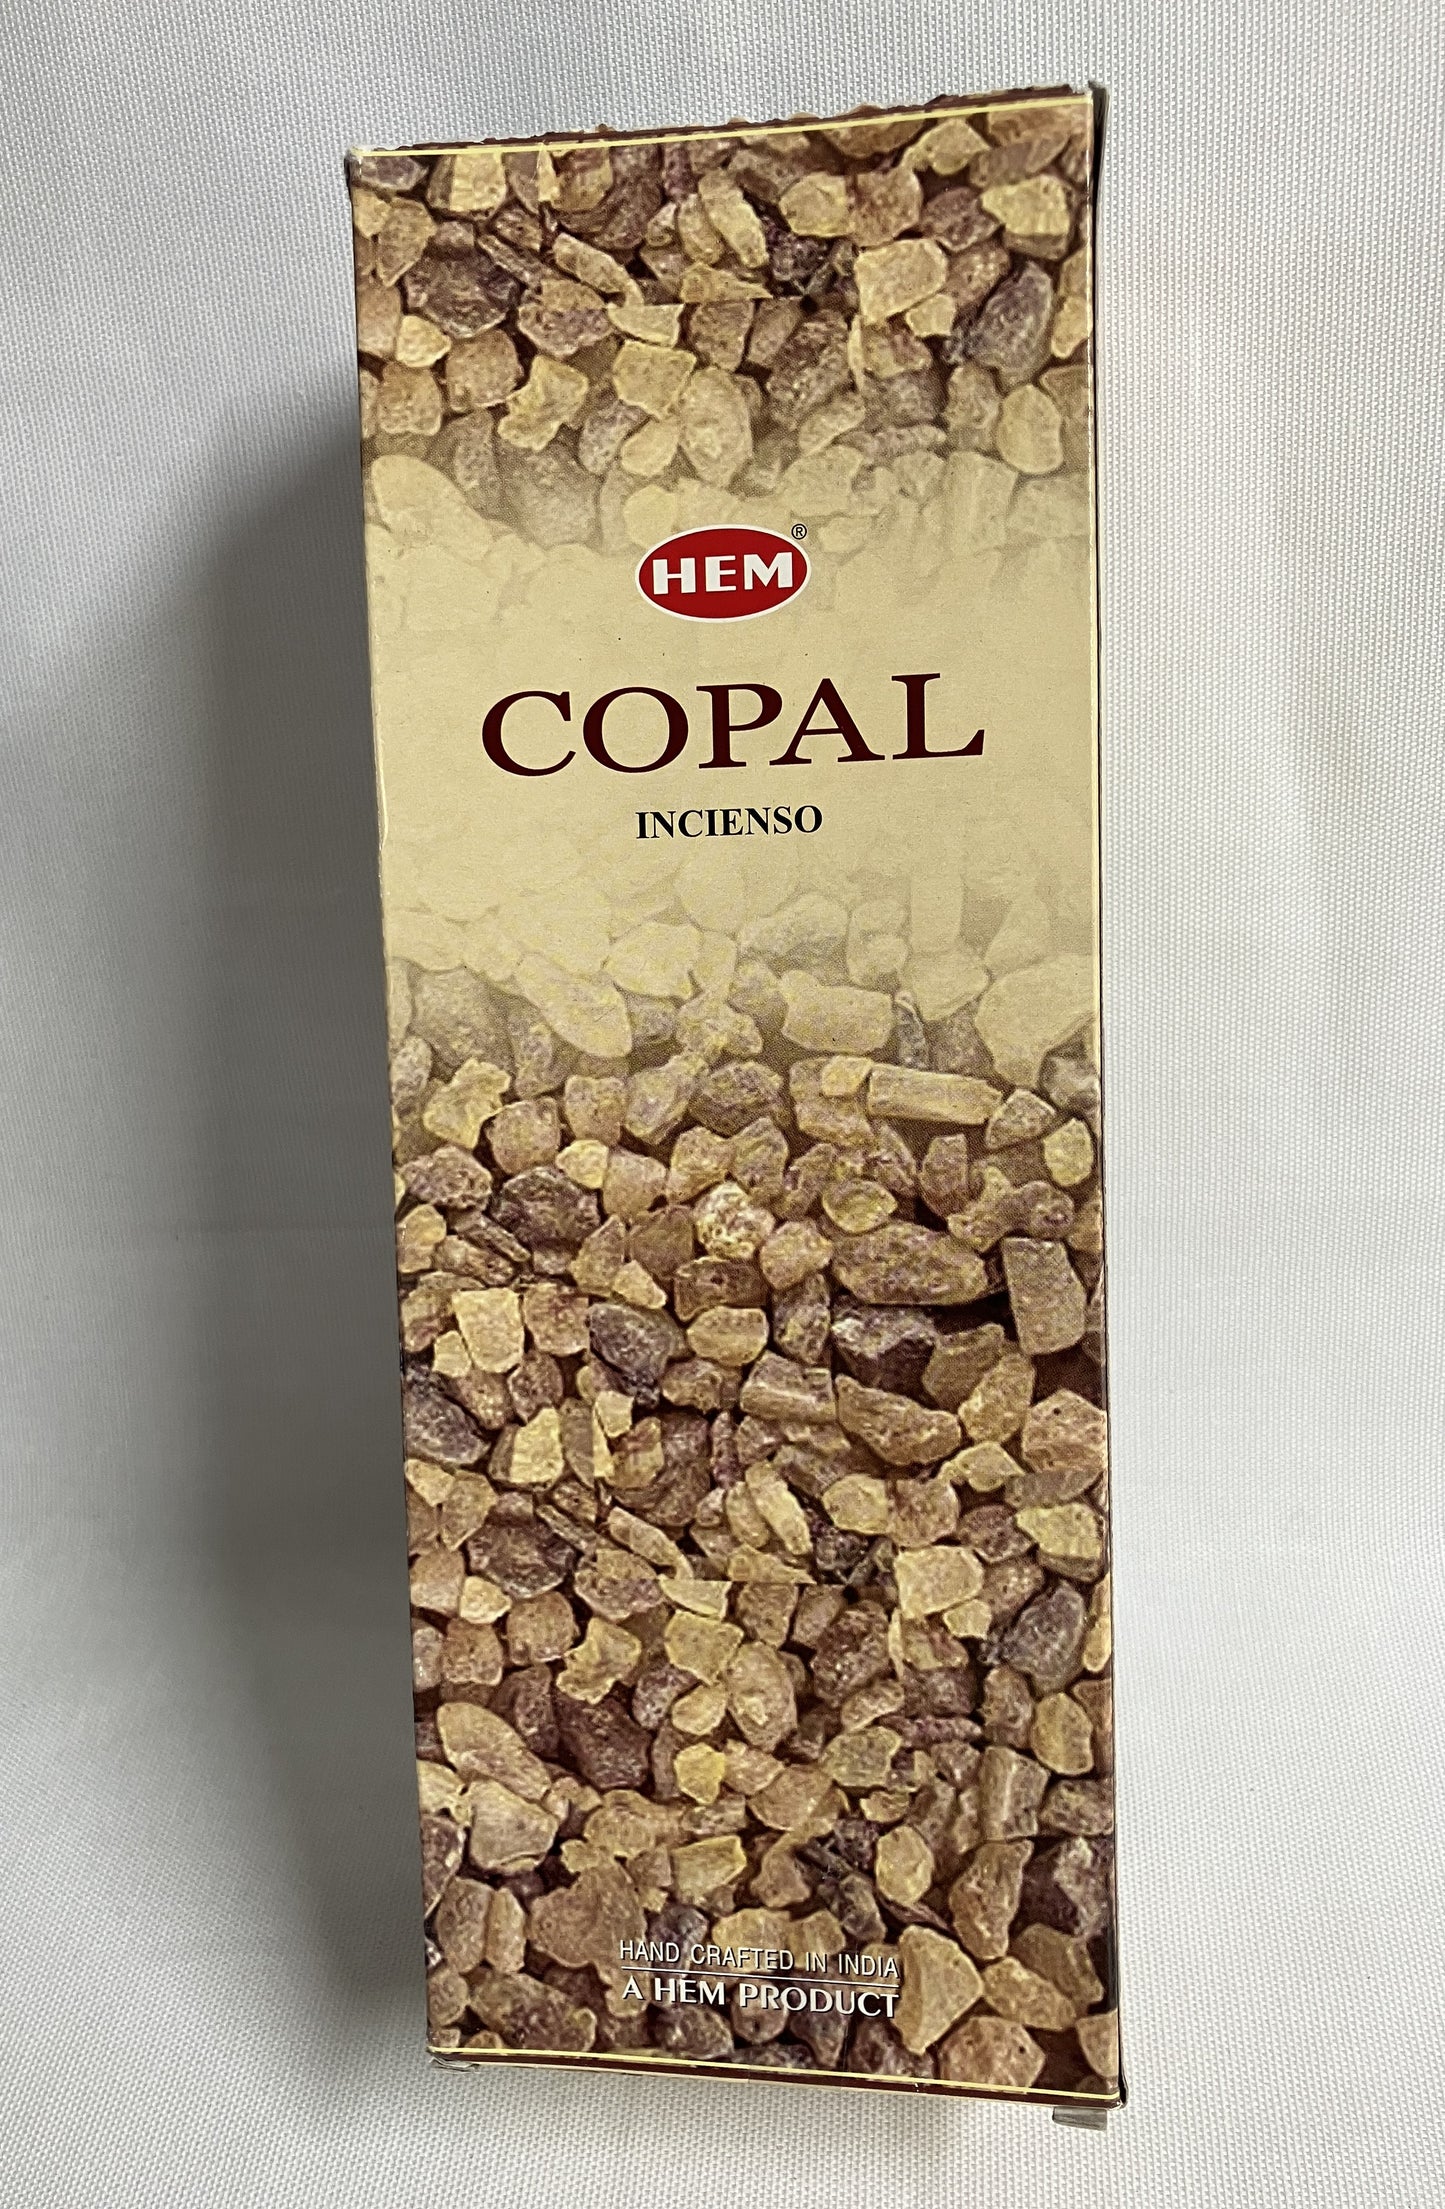 HEM®
COPAL
INCIENSO
HAND CRAFTED IN INDIA
A HEM PRODUCT